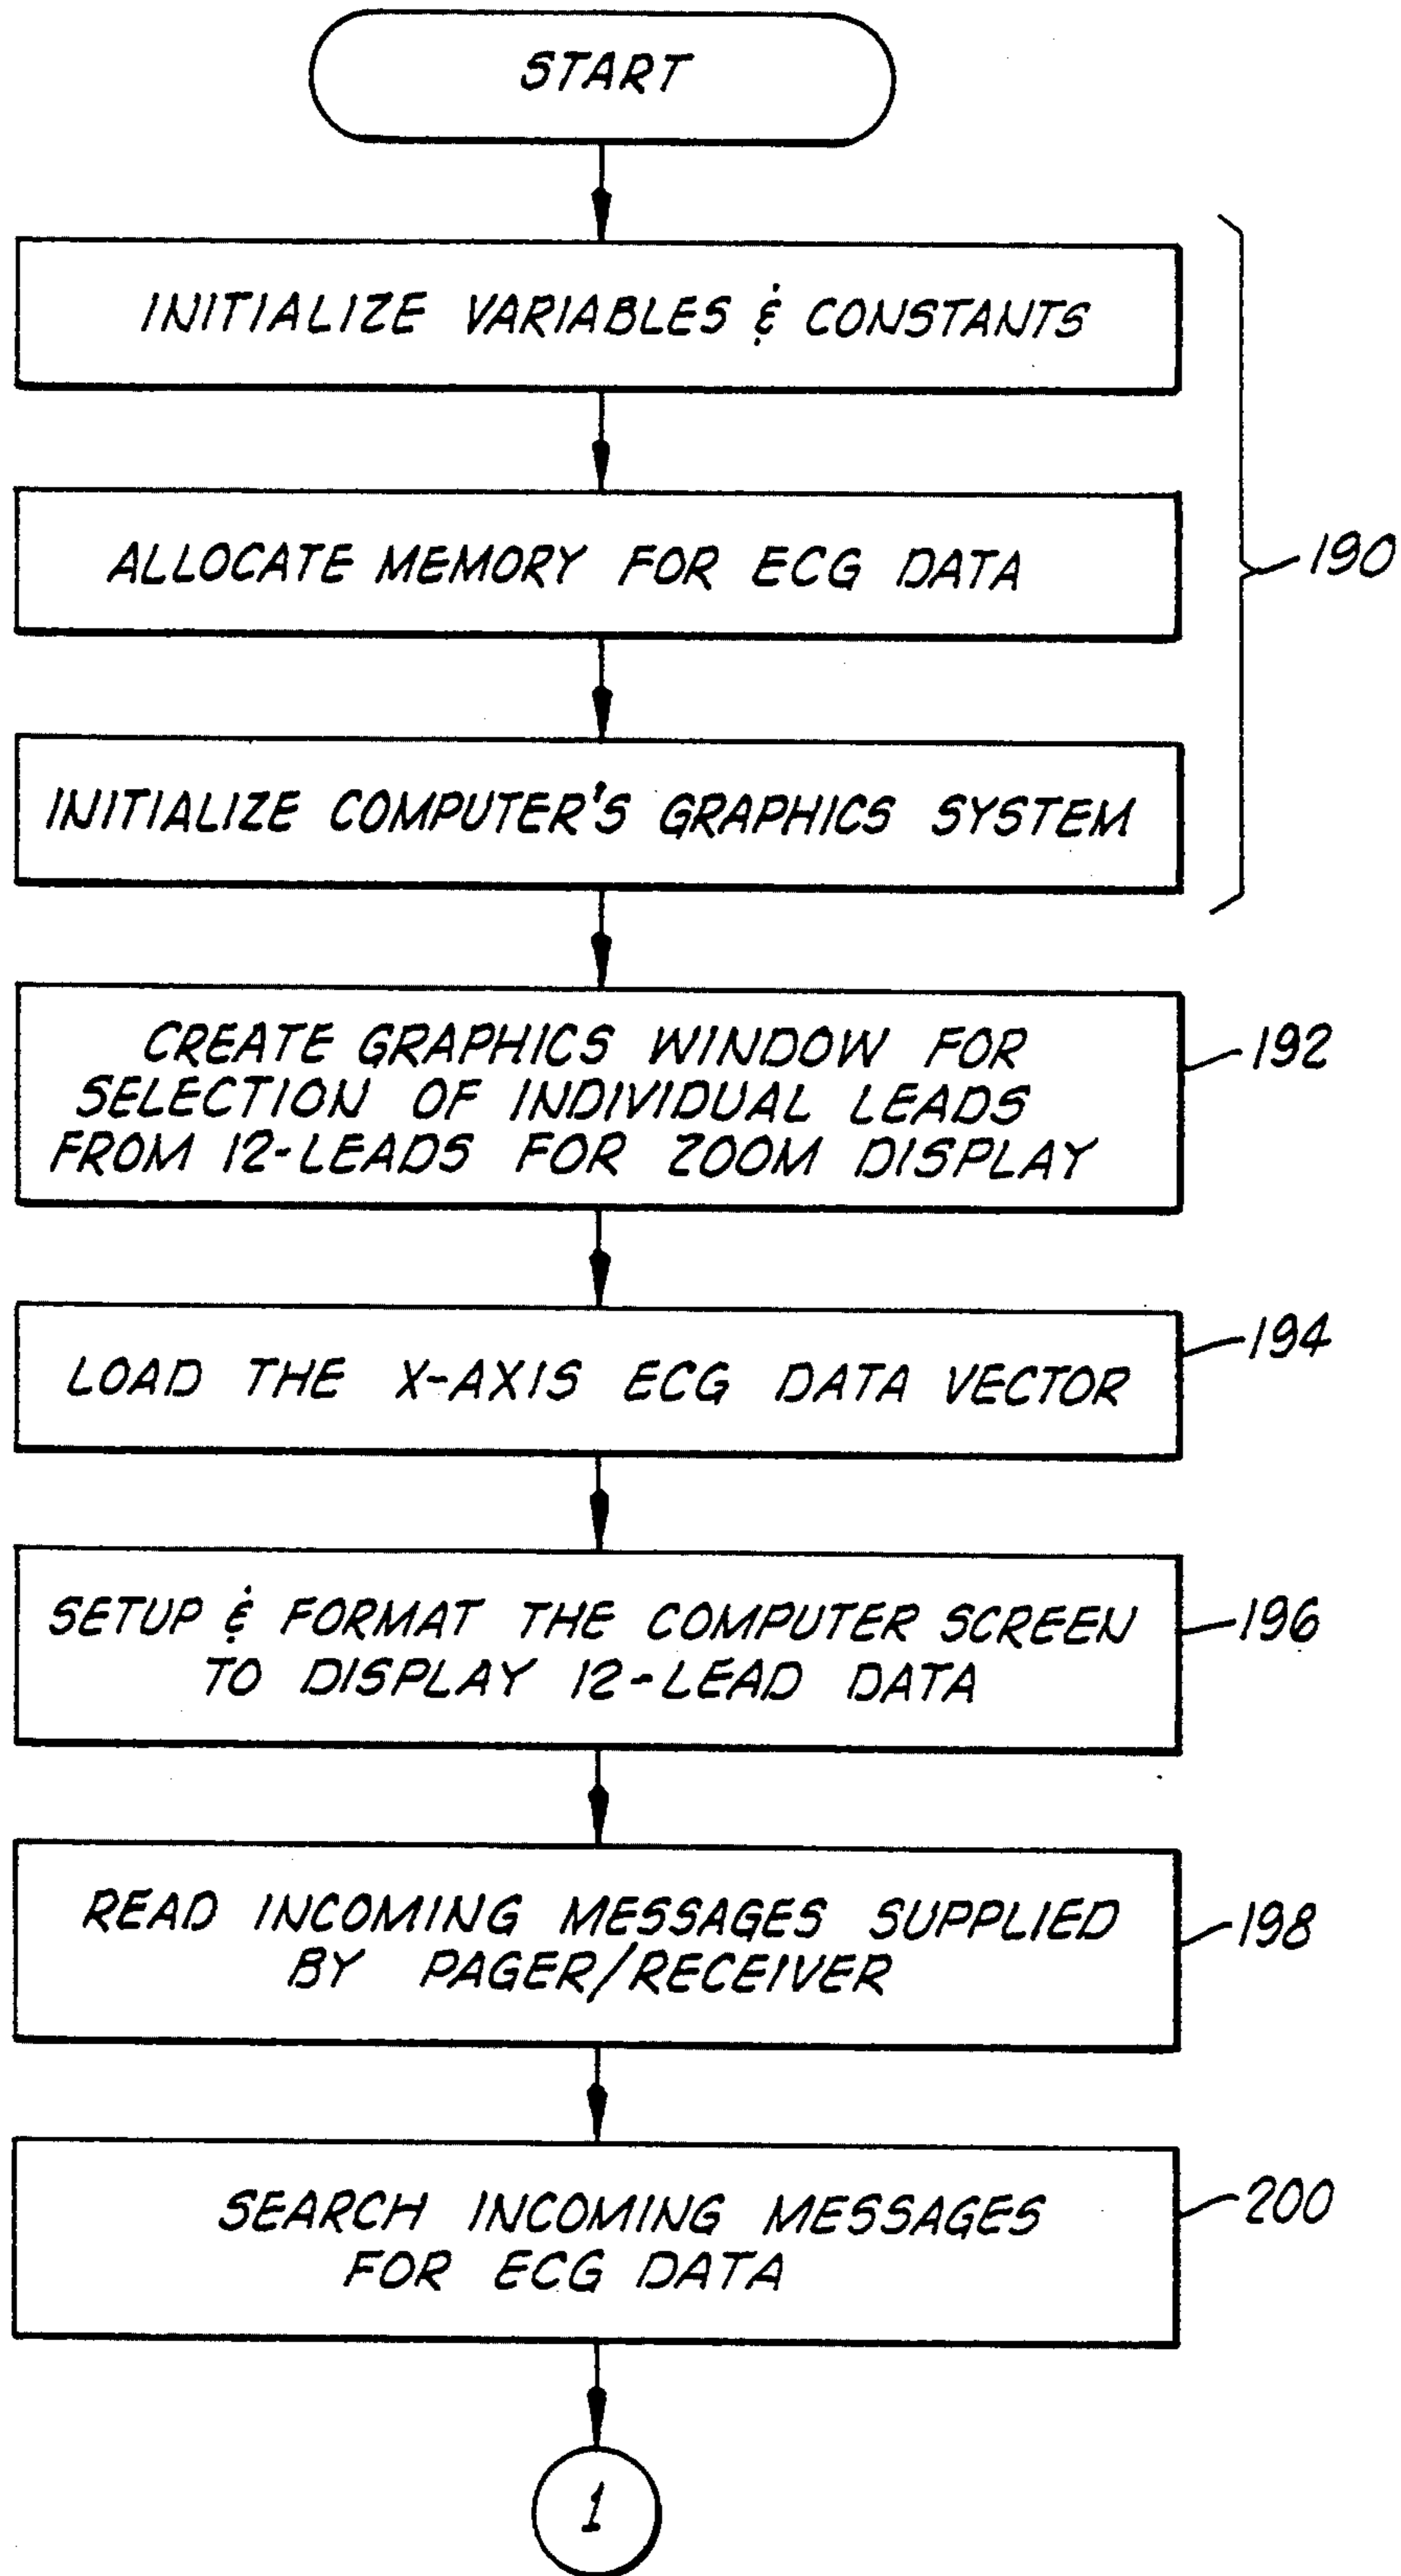 START
INITIALIZE VARIABLES & CONSTANTS
ALLOCATE MEMORY FOR ECG DATA
190
INITIALIZE COMPUTER'S GRAPHICS SYSTEM
CREATE GRAPHICS WINDOW FOR
SELECTION OF INDIVIDUAL LEADS
FROM 12-LEADS FOR ZOOM DISPLAY
192
LOAD THE X-AXIS ECG DATA VECTOR
194
SETUP & FORMAT THE COMPUTER SCREEN
TO DISPLAY 12-LEAD DATA
196
READ INCOMING MESSAGES SUPPLIED
BY PAGER/RECEIVER
198
SEARCH INCOMING MESSAGES
FOR ECG DATA
200
1